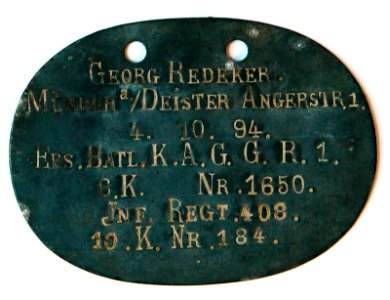 GEORG REDEKER.
MÜNDER a/DEISTER ANGERSTR.1.
4. 10. 94.
ERS.BATL.K.A.G.G.R.1.
8.K. NR.1650.
INF. REGT.408.
10.K.NR.184.